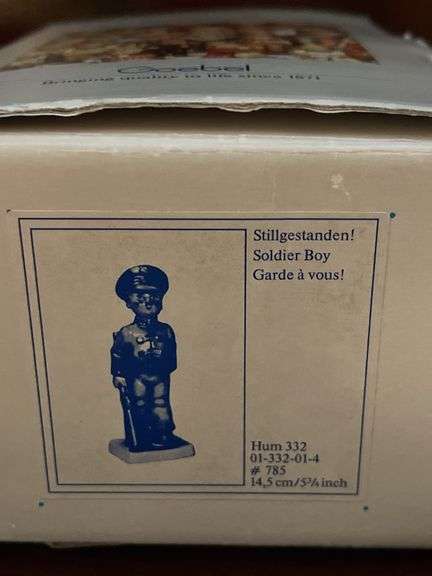 Goebel
Bringing quality to life since 1871
Stillgestanden!
Soldier Boy
Garde à vous!
Hum 332
01-332-01-4
# 785
14,5 cm/5¾ inch